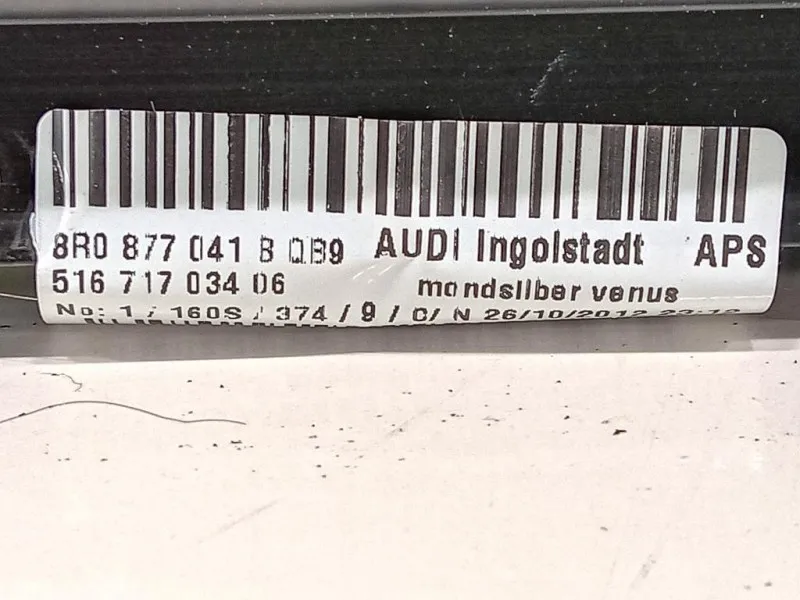 8R0 877 041 B QB9 AUDI Ingolstadt APS
516 717 034 06 mondsilber venus
No: 1 / 160S / 374 / 9 / C/ N 26/10/2012